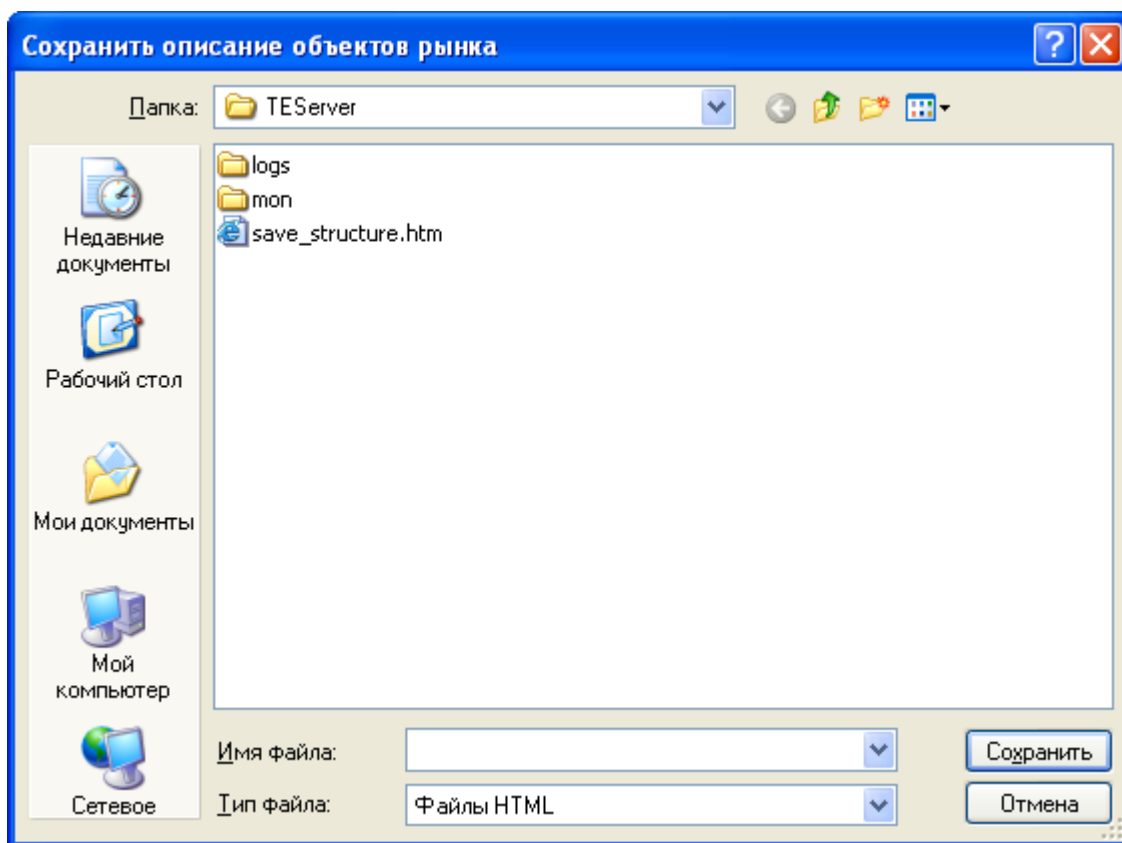 Сохранить описание объектов рынка
Папка:
TEServer
logs
mon
save_structure.htm
Недавние
документы
Рабочий стол
Мои документы
Мой
компьютер
Сетевое
Имя файла:
Сохранить
Тип файла:
Файлы HTML
Отмена